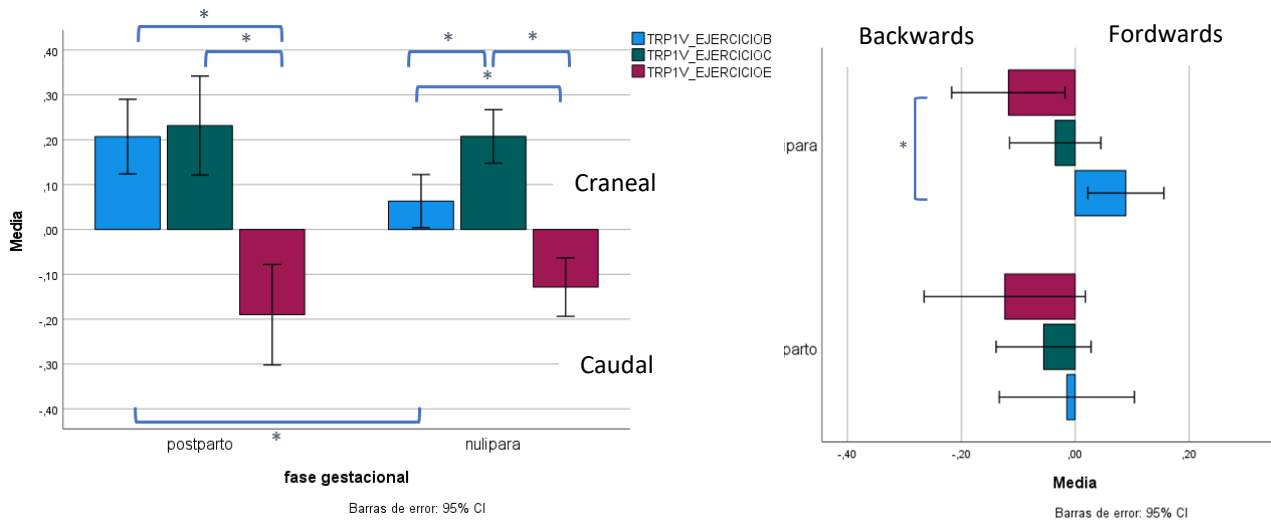 *
*
,40
,30
,20
,10
,00
-,10
-,20
-,30
-,40
Media
*
*
*
TRP1V_EJERCICIOB
TRP1V_EJERCICIOC
TRP1V_EJERCICIOE
Craneal
Caudal
*
postparto
nulipara
fase gestacional
Barras de error: 95% CI
Backwards
Fordwards
*
ipara
parto
-,40
-,20
,00
,20
Media
Barras de error: 95% CI